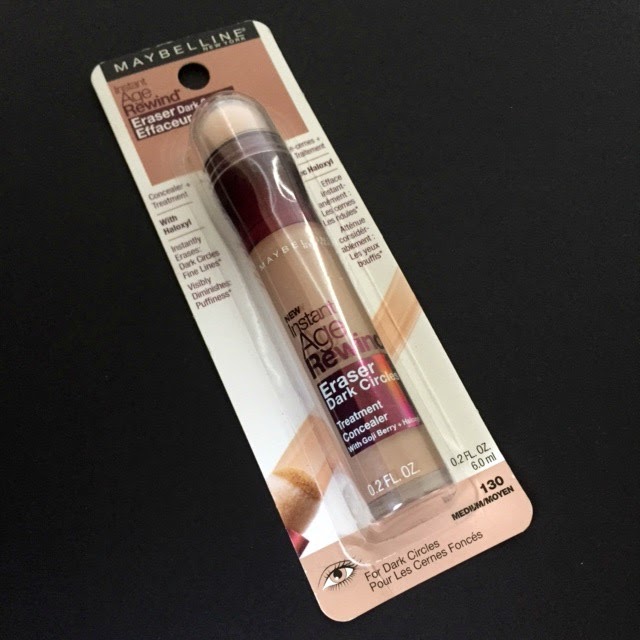 MAYBELLINE
NEW YORK
Instant
Age
Rewind®
Eraser Dark
Effaceur
Concealer +
Treatment
With
Haloxyl
Instantly
Erases:
Dark Circles
Fine Lines*
Visibly
Diminishes:
Puffiness*
Traitement
Haloxyl
Efface
instant-
anément :
Les cernes
Les ridules*
Atténue
considér-
ablement :
Les yeux
bouffis*
MAYBELLINE
NEW
Instant
Age
Rewind
Eraser
Dark Circles
Treatment
Concealer
With Goji Berry +
0.2 FL. OZ.
0.2 FL. OZ.
6.0 ml
130
MEDIUM/MOYEN
For Dark Circles
Pour Les Cernes Foncés